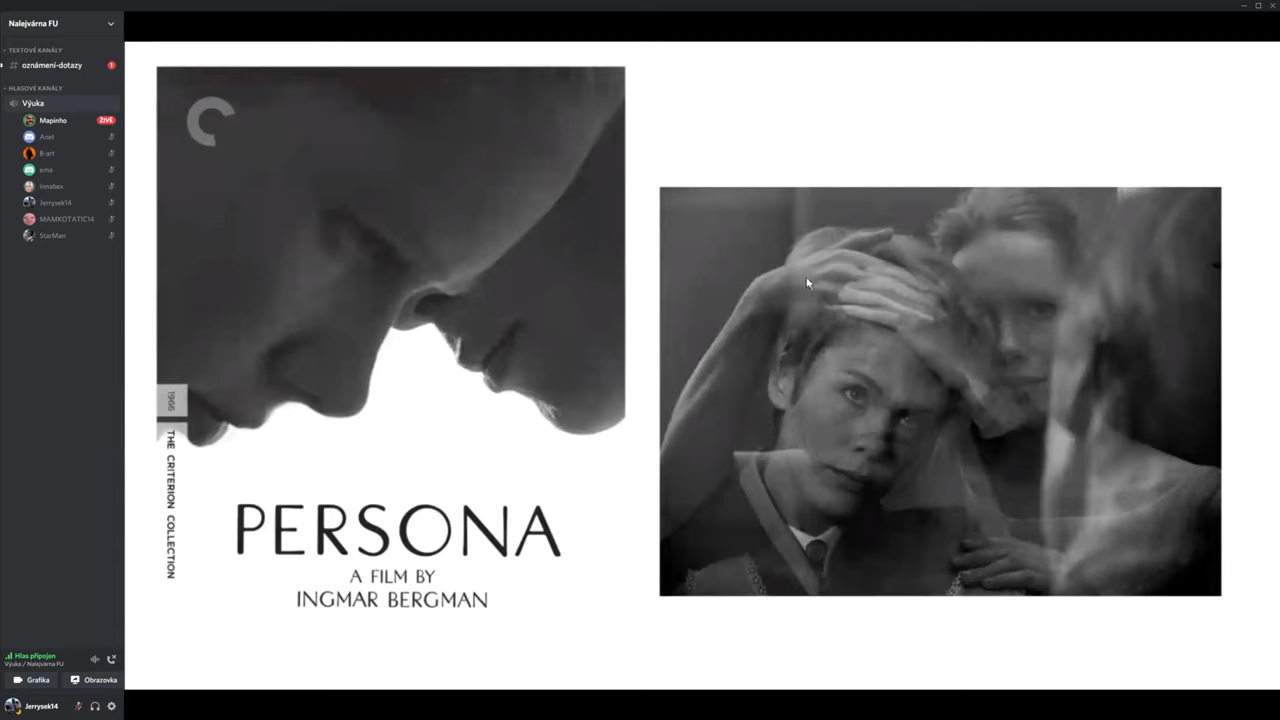 Nalejvárna FU
TEXTOVÉ KANÁLY
oznámení-dotazy
1
HLASOVÉ KANÁLY
Výuka
Mapinho
ŽIVĚ
Anet
B-art
ema
innabex
Jerrysek14
MAMKOTATIC14
StarMan
1966
THE CRITERION COLLECTION
PERSONA
A FILM BY
INGMAR BERGMAN
Hlas připojen
Výuka / Nalejvárna FU
Grafika
Obrazovka
Jerrysek14